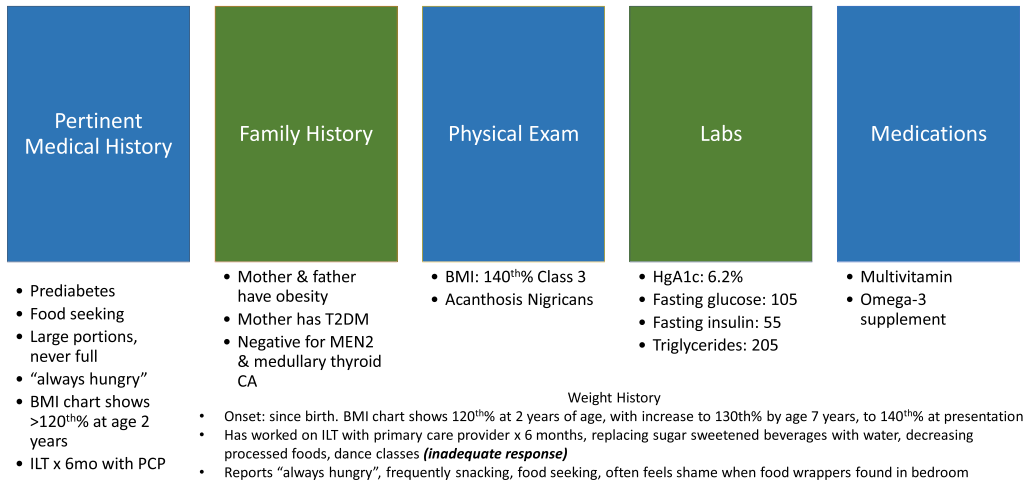 Pertinent
Medical History
Family History
Physical Exam
Labs
Medications
• Prediabetes
• Food seeking
• Large portions,
never full
• “always hungry”
• BMI chart shows
>120th% at age 2
years
• ILT x 6mo with PCP
• Mother & father
have obesity
• Mother has T2DM
• Negative for MEN2
& medullary thyroid
CA
• BMI: 140th% Class 3
• Acanthosis Nigricans
• HgA1c: 6.2%
• Fasting glucose: 105
• Fasting insulin: 55
• Triglycerides: 205
• Multivitamin
• Omega-3
supplement
Weight History
• Onset: since birth. BMI chart shows 120th% at 2 years of age, with increase to 130th% by age 7 years, to 140th% at presentation
• Has worked on ILT with primary care provider x 6 months, replacing sugar sweetened beverages with water, decreasing
processed foods, dance classes (inadequate response)
• Reports “always hungry”, frequently snacking, food seeking, often feels shame when food wrappers found in bedroom